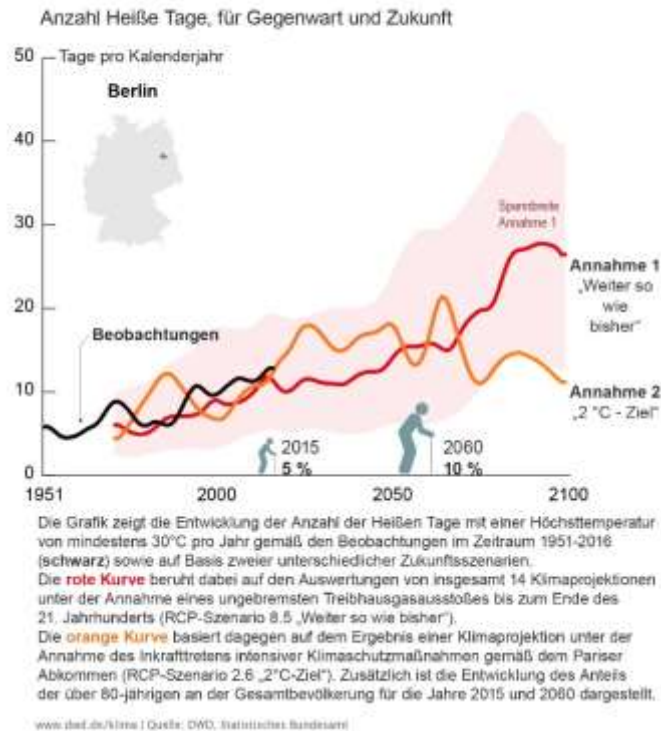 Anzahl Heiße Tage, für Gegenwart und Zukunft
50
Tage pro Kalenderjahr
Berlin
40
30
Spannbreite
Annahme 1
Annahme 1
„Weiter so
wie
bisher"
20
Beobachtungen
10
Annahme 2
„2 °C - Ziel"
2015
5 %
2060
10 %
0
1951
2000
2050
2100
Die Grafik zeigt die Entwicklung der Anzahl der Heißen Tage mit einer Höchsttemperatur
von mindestens 30°C pro Jahr gemäß den Beobachtungen im Zeitraum 1951-2016
(schwarz) sowie auf Basis zweier unterschiedlicher Zukunftsszenarien.
Die rote Kurve beruht dabei auf den Auswertungen von insgesamt 14 Klimaprojektionen
unter der Annahme eines ungebremsten Treibhausgasausstoßes bis zum Ende des
21. Jahrhunderts (RCP-Szenario 8.5 „Weiter so wie bisher").
Die orange Kurve basiert dagegen auf dem Ergebnis einer Klimaprojektion unter der
Annahme des Inkrafttretens intensiver Klimaschutzmaßnahmen gemäß dem Pariser
Abkommen (RCP-Szenario 2.6 „2°C-Ziel"). Zusätzlich ist die Entwicklung des Anteils
der über 80-jährigen an der Gesamtbevölkerung für die Jahre 2015 und 2060 dargestellt.
www.dwd.de/klima | Quelle: DWD, Statistisches Bundesamt